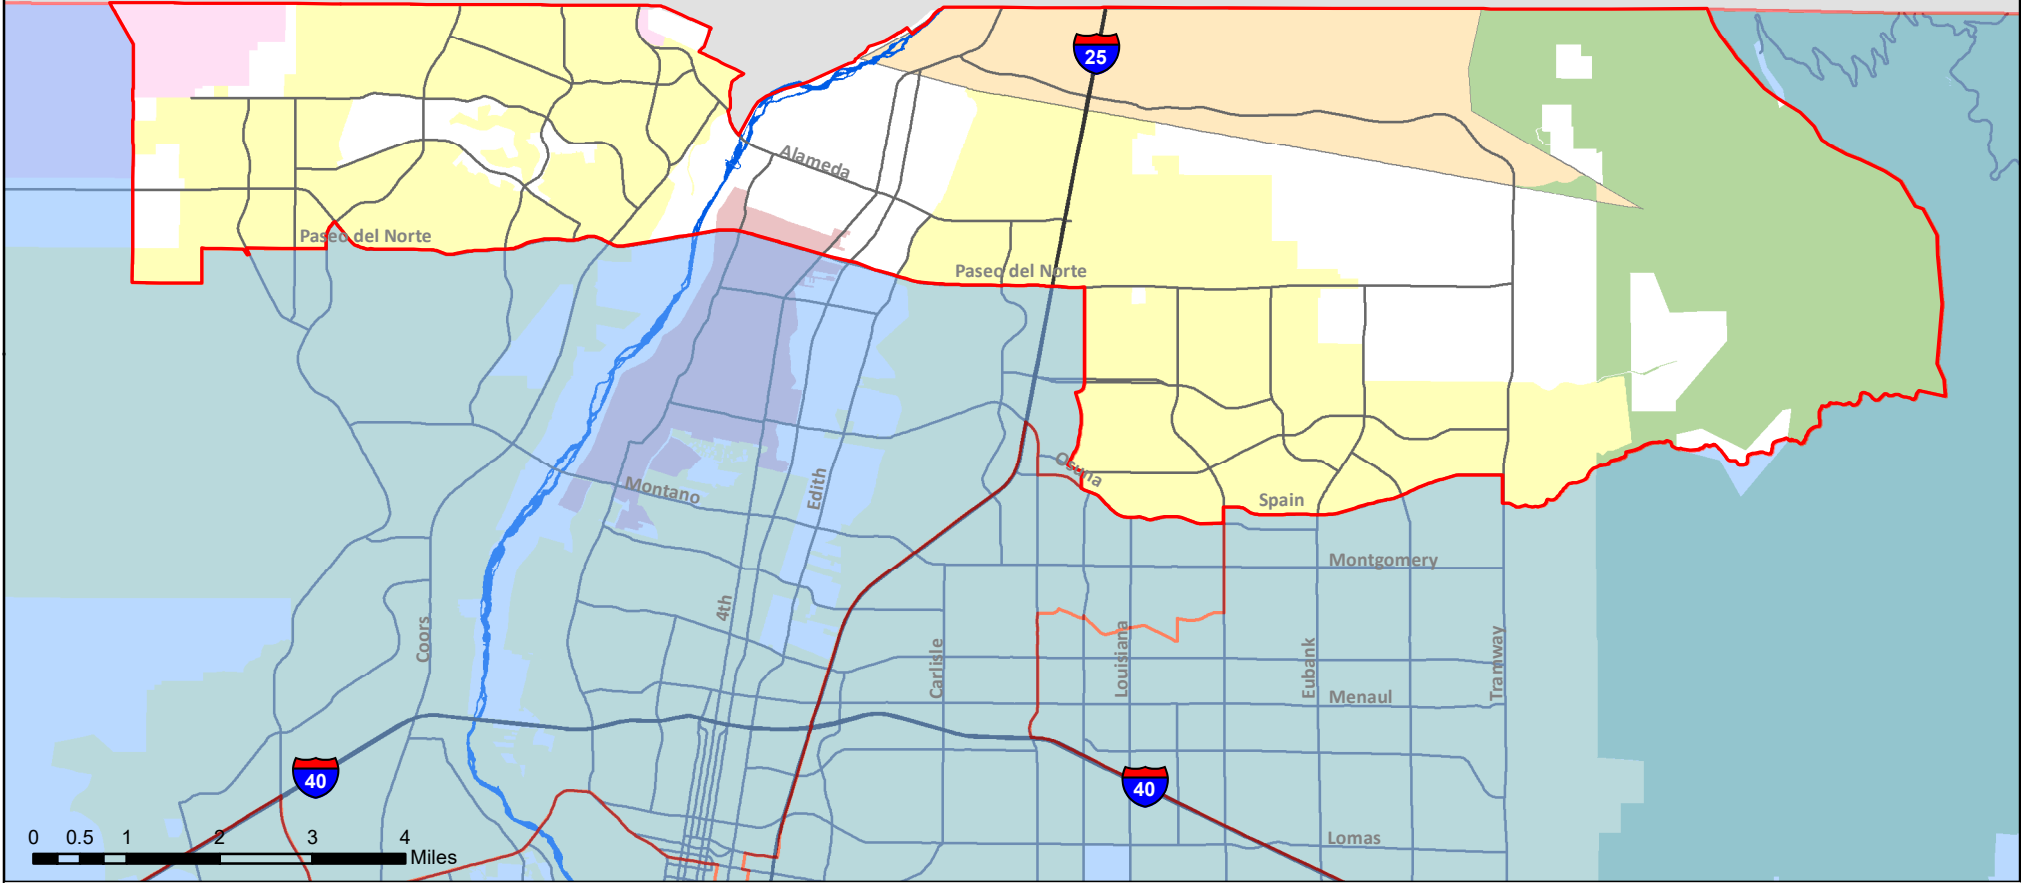 25
Alameda
Paseo del Norte
Paseo del Norte
Osuna
Montano
Edith
Spain
Montgomery
4th
Coors
Carlisle
Louisiana
Eubank
Tramway
Menaul
40
40
Lomas
0 0.5 1 2 3 4
Miles